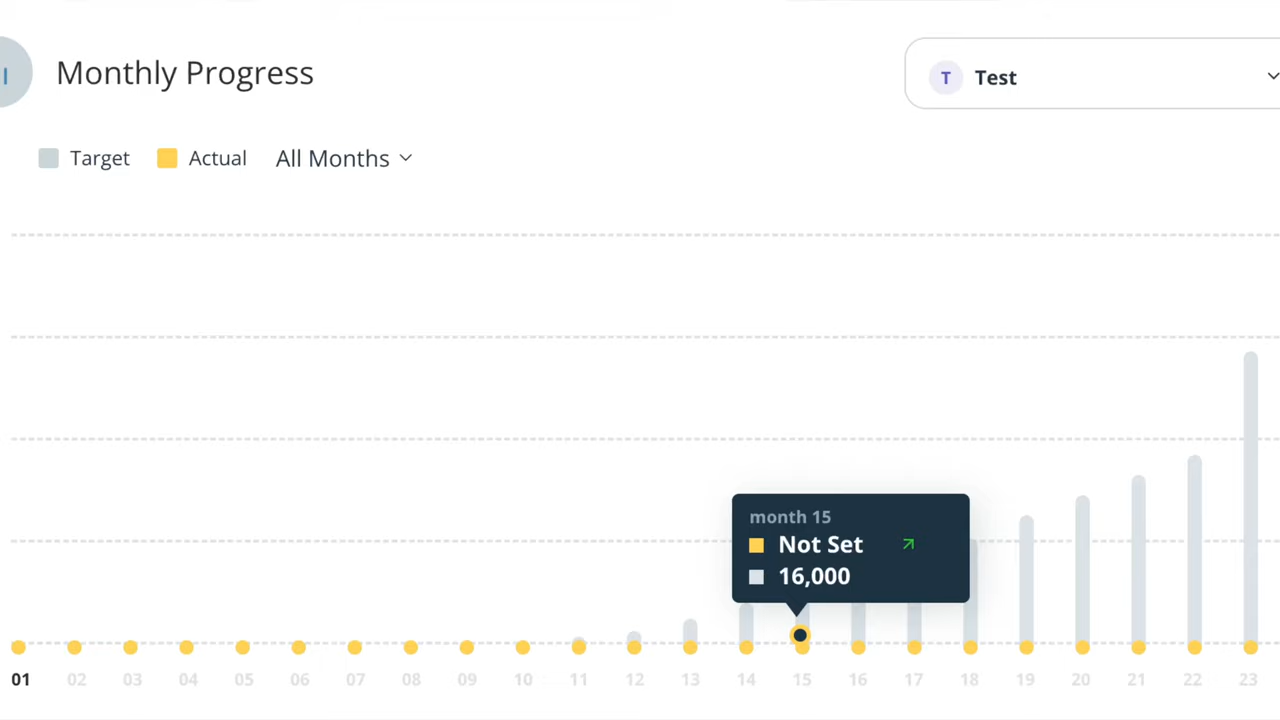 Monthly Progress
T Test
Target Actual All Months
month 15
Not Set
16,000
01 02 03 04 05 06 07 08 09 10 11 12 13 14 15 16 17 18 19 20 21 22 23